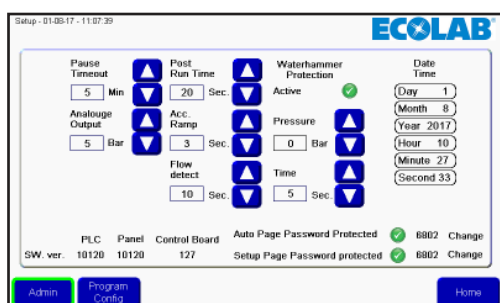 Setup - 01-08-17 - 11:07:39
ECOLAB
Pause Timeout
5 Min
Post Run Time
20 Sec.
Waterhammer Protection
Active
Date Time
Day 1
Month 8
Year 2017
Hour 10
Minute 27
Second 33
Analouge Output
5 Bar
Acc. Ramp
3 Sec.
Pressure
0 Bar
Flow detect
10 Sec.
Time
5 Sec.
PLC Panel Control Board
SW. ver. 10120 10120 127
Auto Page Password Protected 6802 Change
Setup Page Password protected 6802 Change
Admin
Program Config
Home